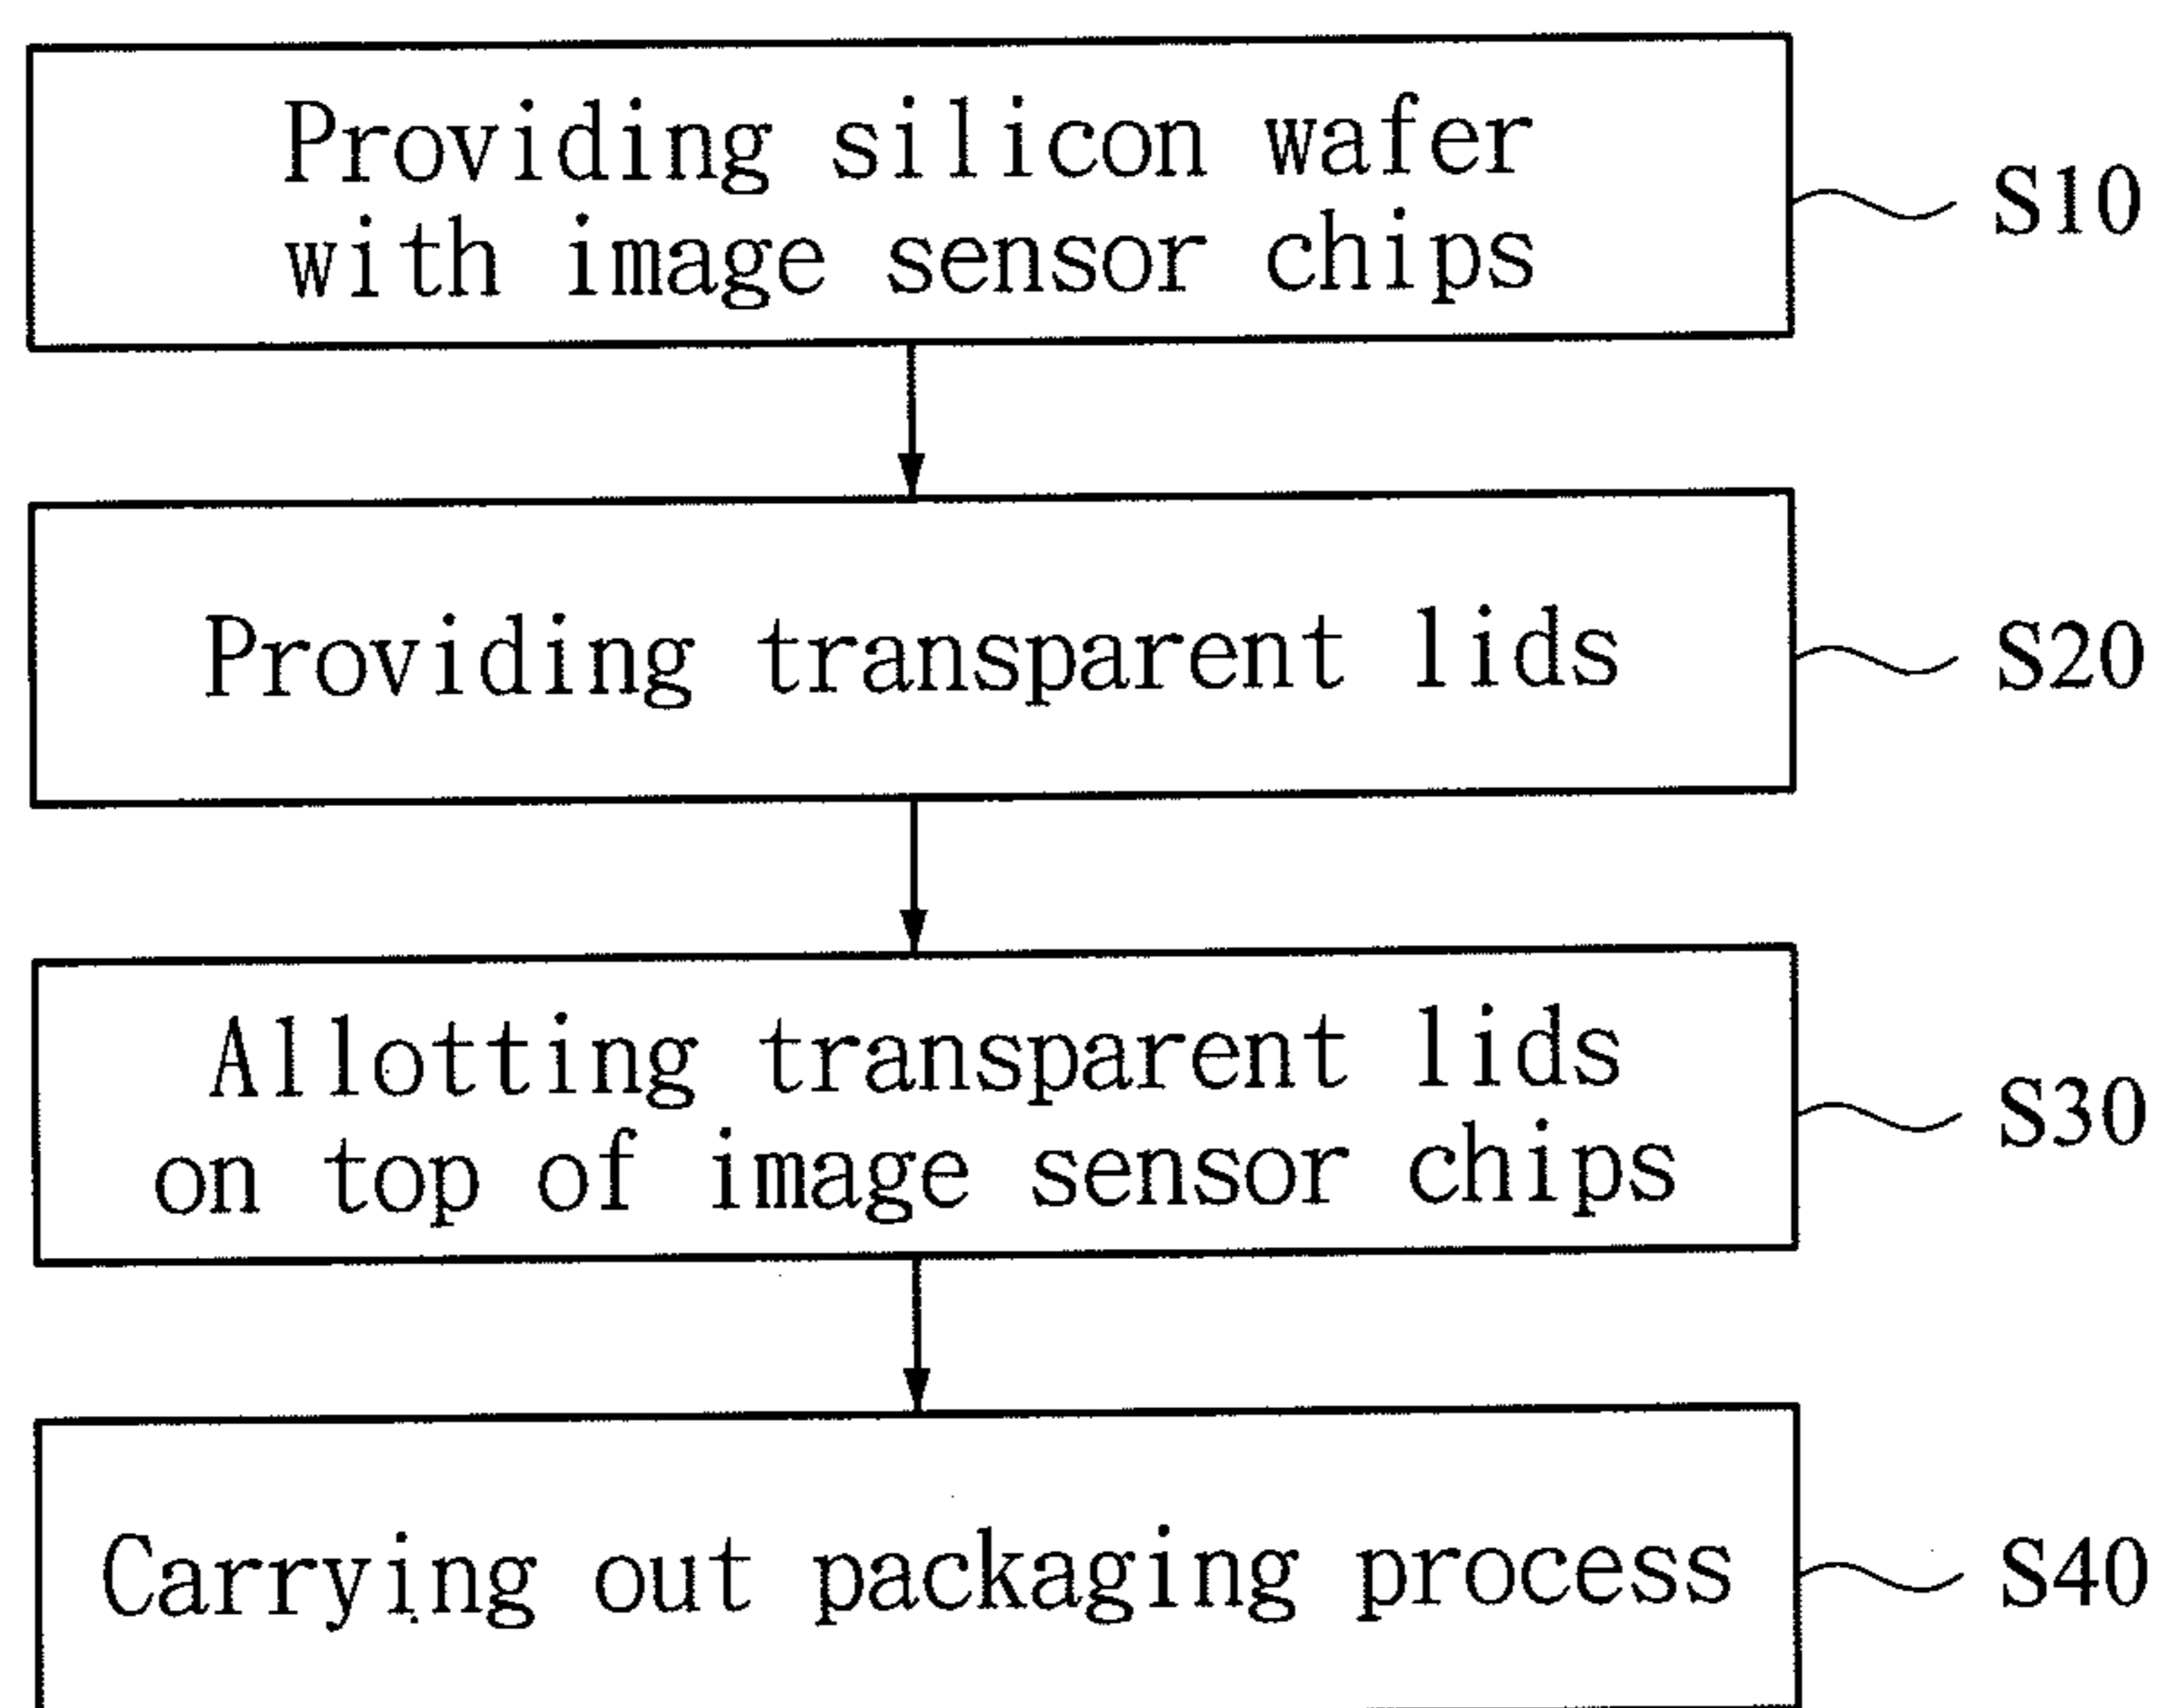 Providing silicon wafer
with image sensor chips
S10
Providing transparent lids
S20
Allotting transparent lids
on top of image sensor chips
S30
Carrying out packaging process
S40